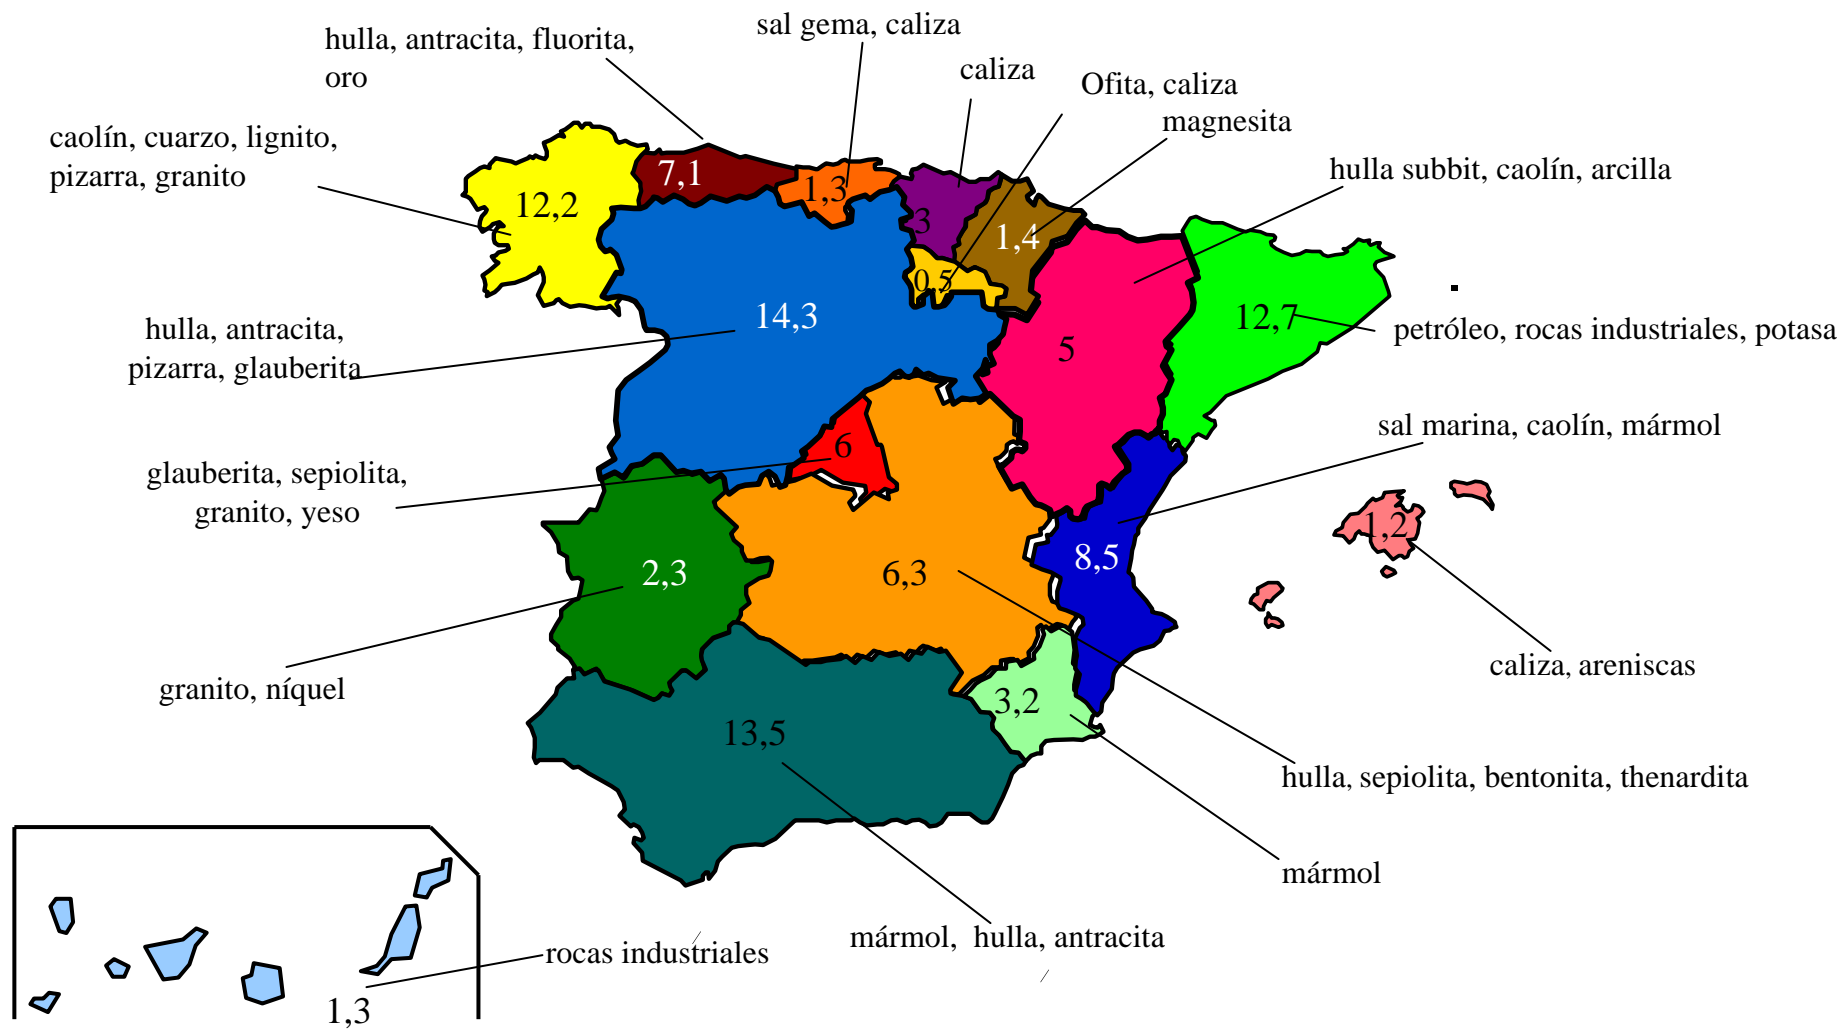 sal gema, caliza
hulla, antracita, fluorita,
oro
caliza
Ofita, caliza
magnesita
caolín, cuarzo, lignito,
pizarra, granito
hulla subbit, caolín, arcilla
7,1
1,3
12,2
3
1,4
0,5
14,3
12,7
5
petróleo, rocas industriales, potasa
hulla, antracita,
pizarra, glauberita
sal marina, caolín, mármol
6
glauberita, sepiolita,
granito, yeso
1,2
8,5
2,3
6,3
caliza, areniscas
granito, níquel
3,2
13,5
hulla, sepiolita, bentonita, thenardita
mármol
mármol,  hulla, antracita
rocas industriales
1,3